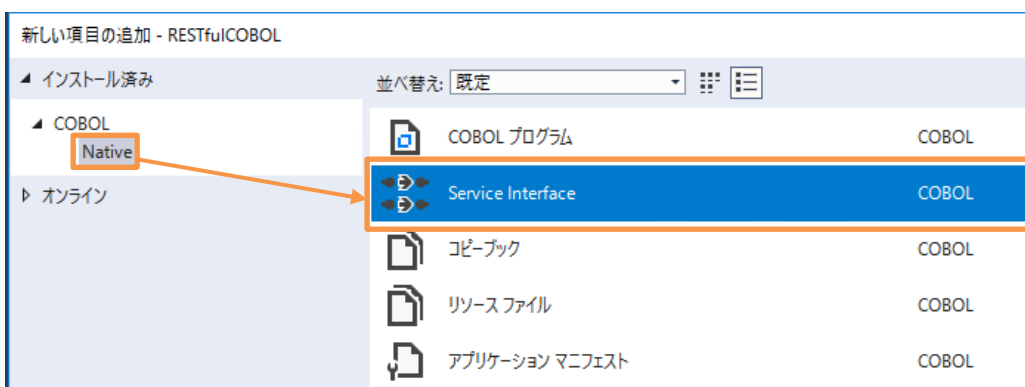 新しい項目の追加 - RESTfulCOBOL
▲ インストール済み
並べ替え: 既定
▲ COBOL
Native
▷ オンライン
COBOL プログラム COBOL
Service Interface COBOL
コピーブック COBOL
リソース ファイル COBOL
アプリケーション マニフェスト COBOL